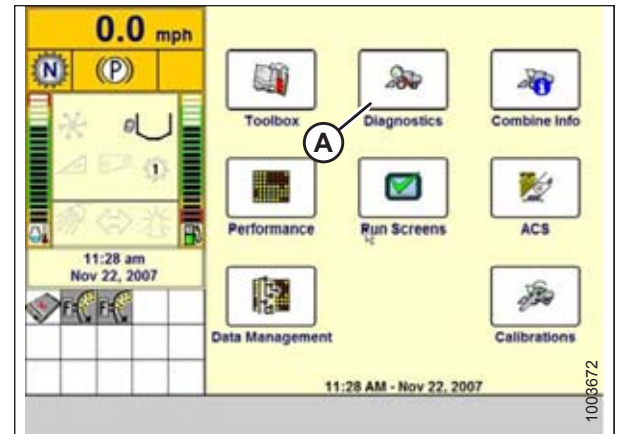 0.0 mph
N (P)
1
11:28 am
Nov 22, 2007
F F
Toolbox Diagnostics Combine Info
A
Performance Run Screens ACS
Data Management Calibrations
11:28 AM - Nov 22, 2007
1003672